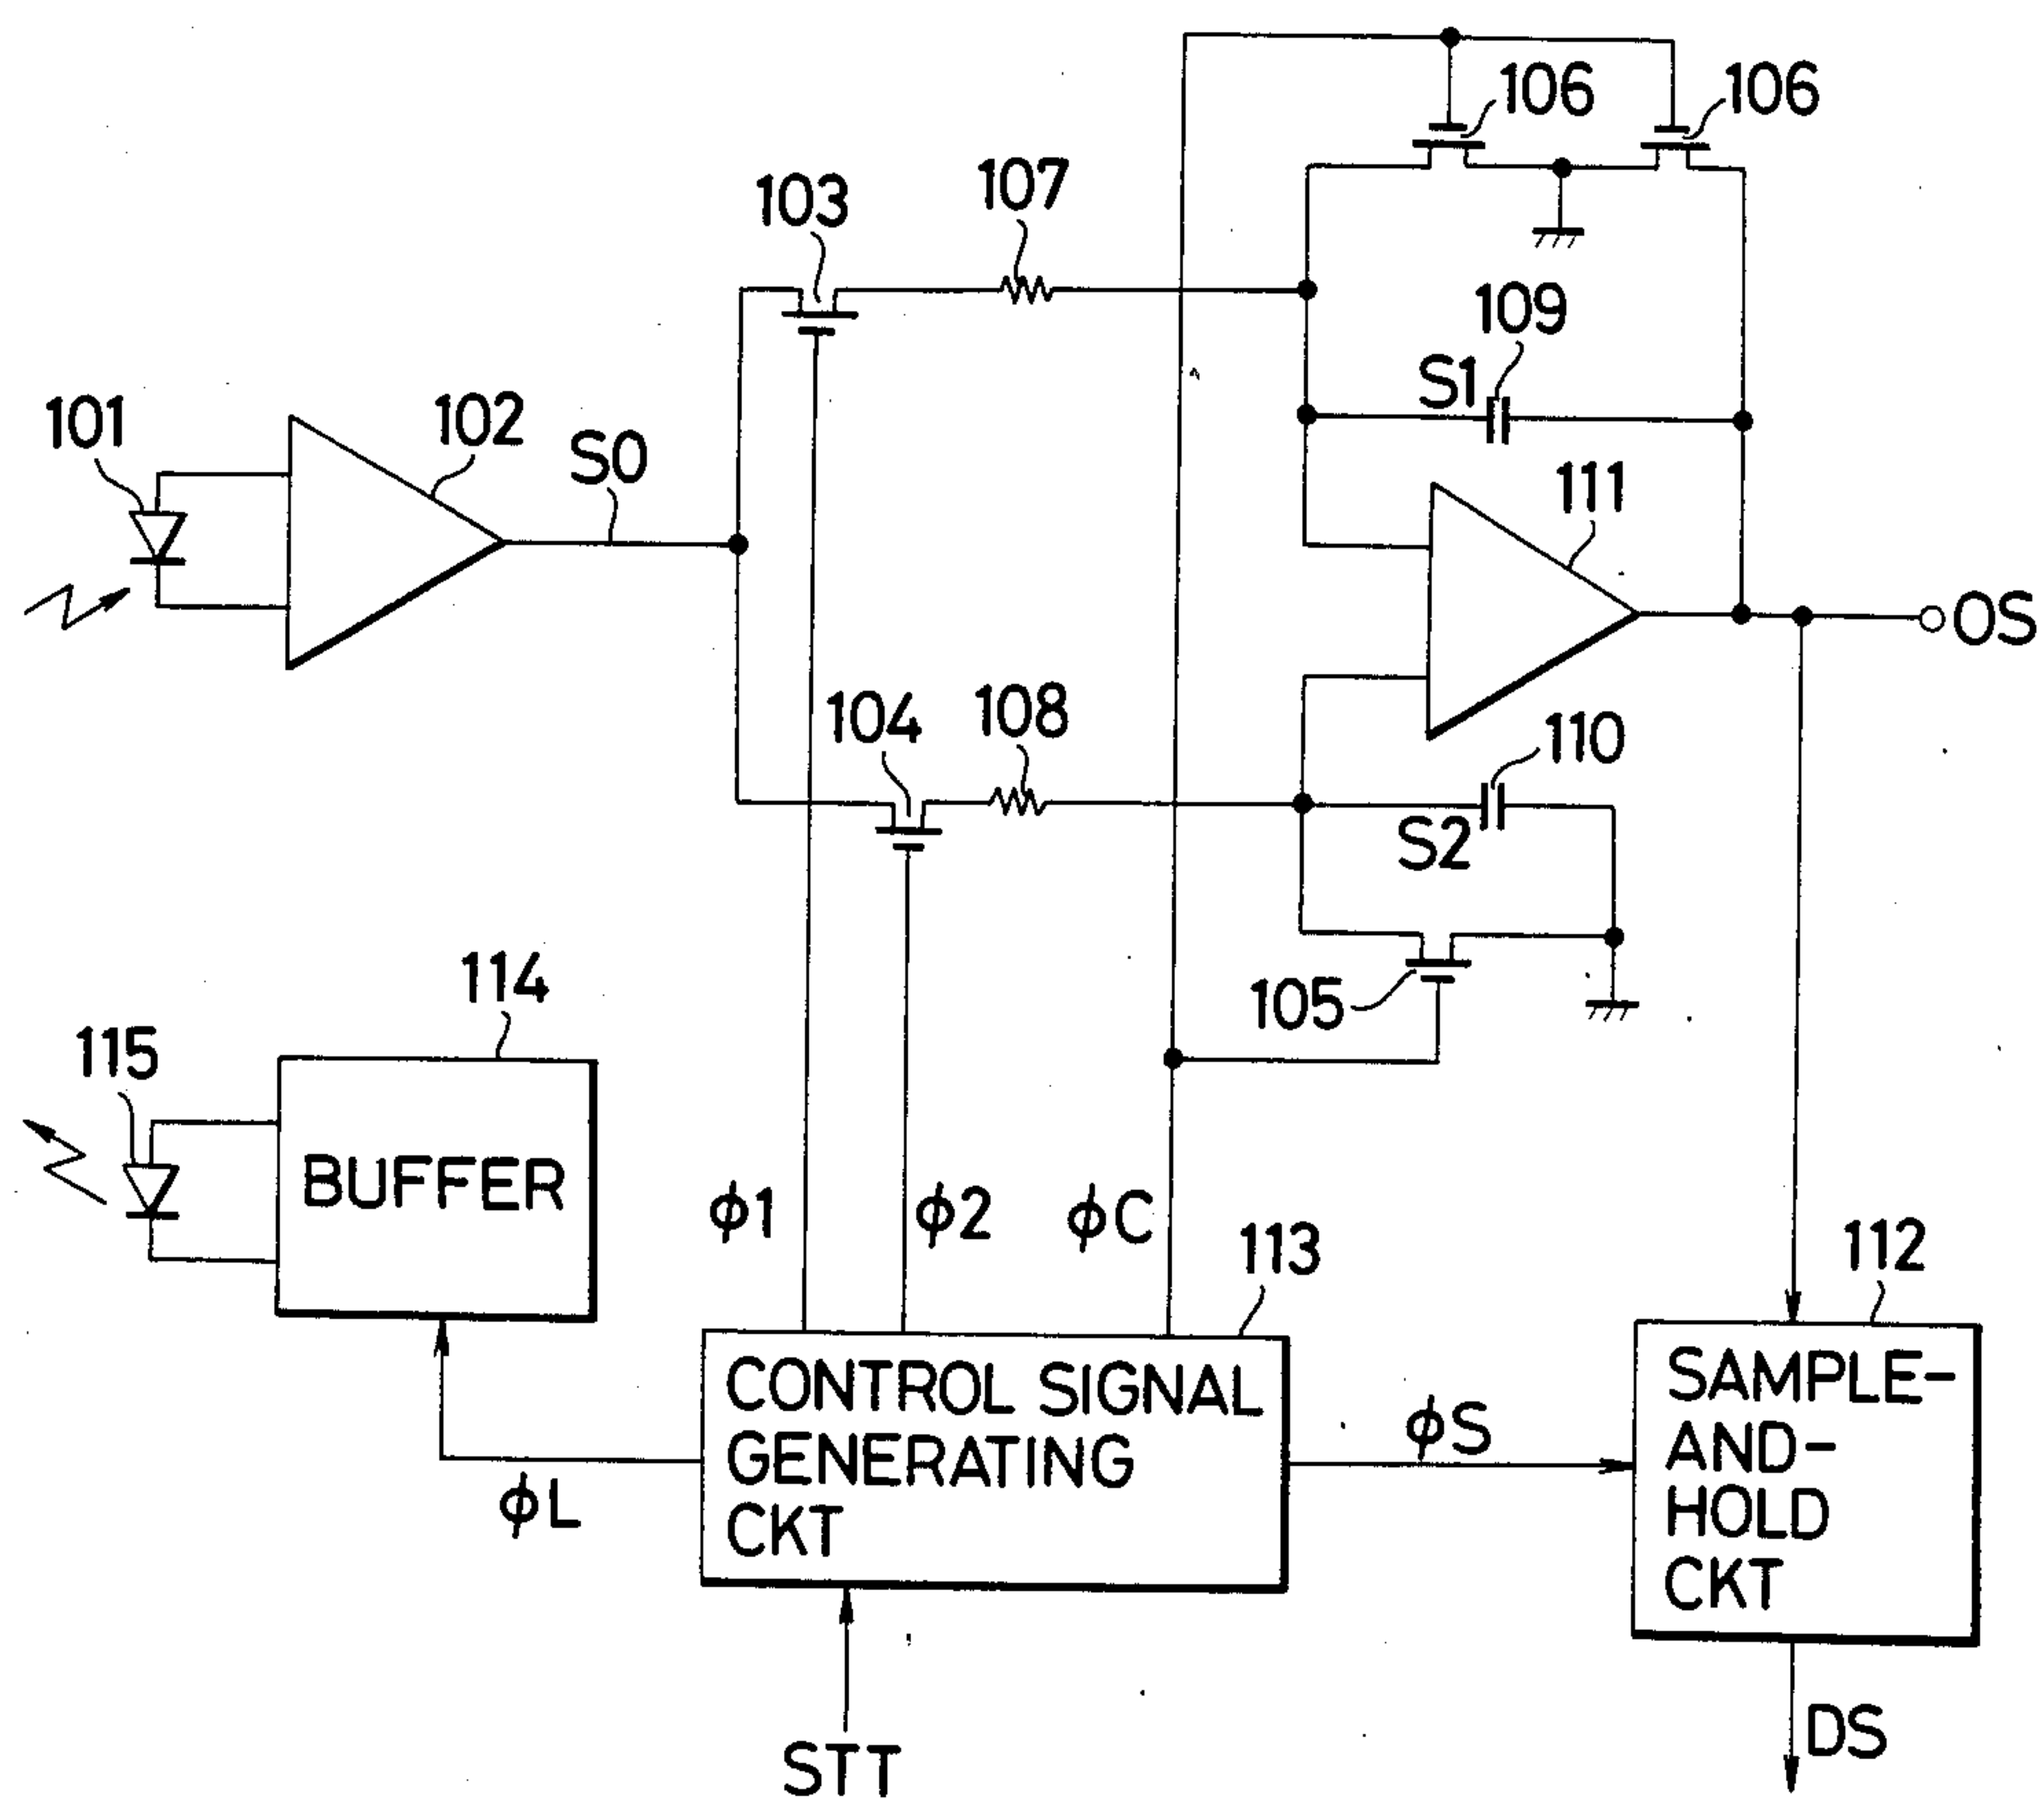 106
106
107
103
109
S1
101
102
S0
111
OS
104
108
110
S2
105
114
115
BUFFER
ϕ1
ϕ2
ϕC
113
112
CONTROL SIGNAL
GENERATING
CKT
ϕS
SAMPLE-
AND-
HOLD
CKT
ϕL
STT
DS